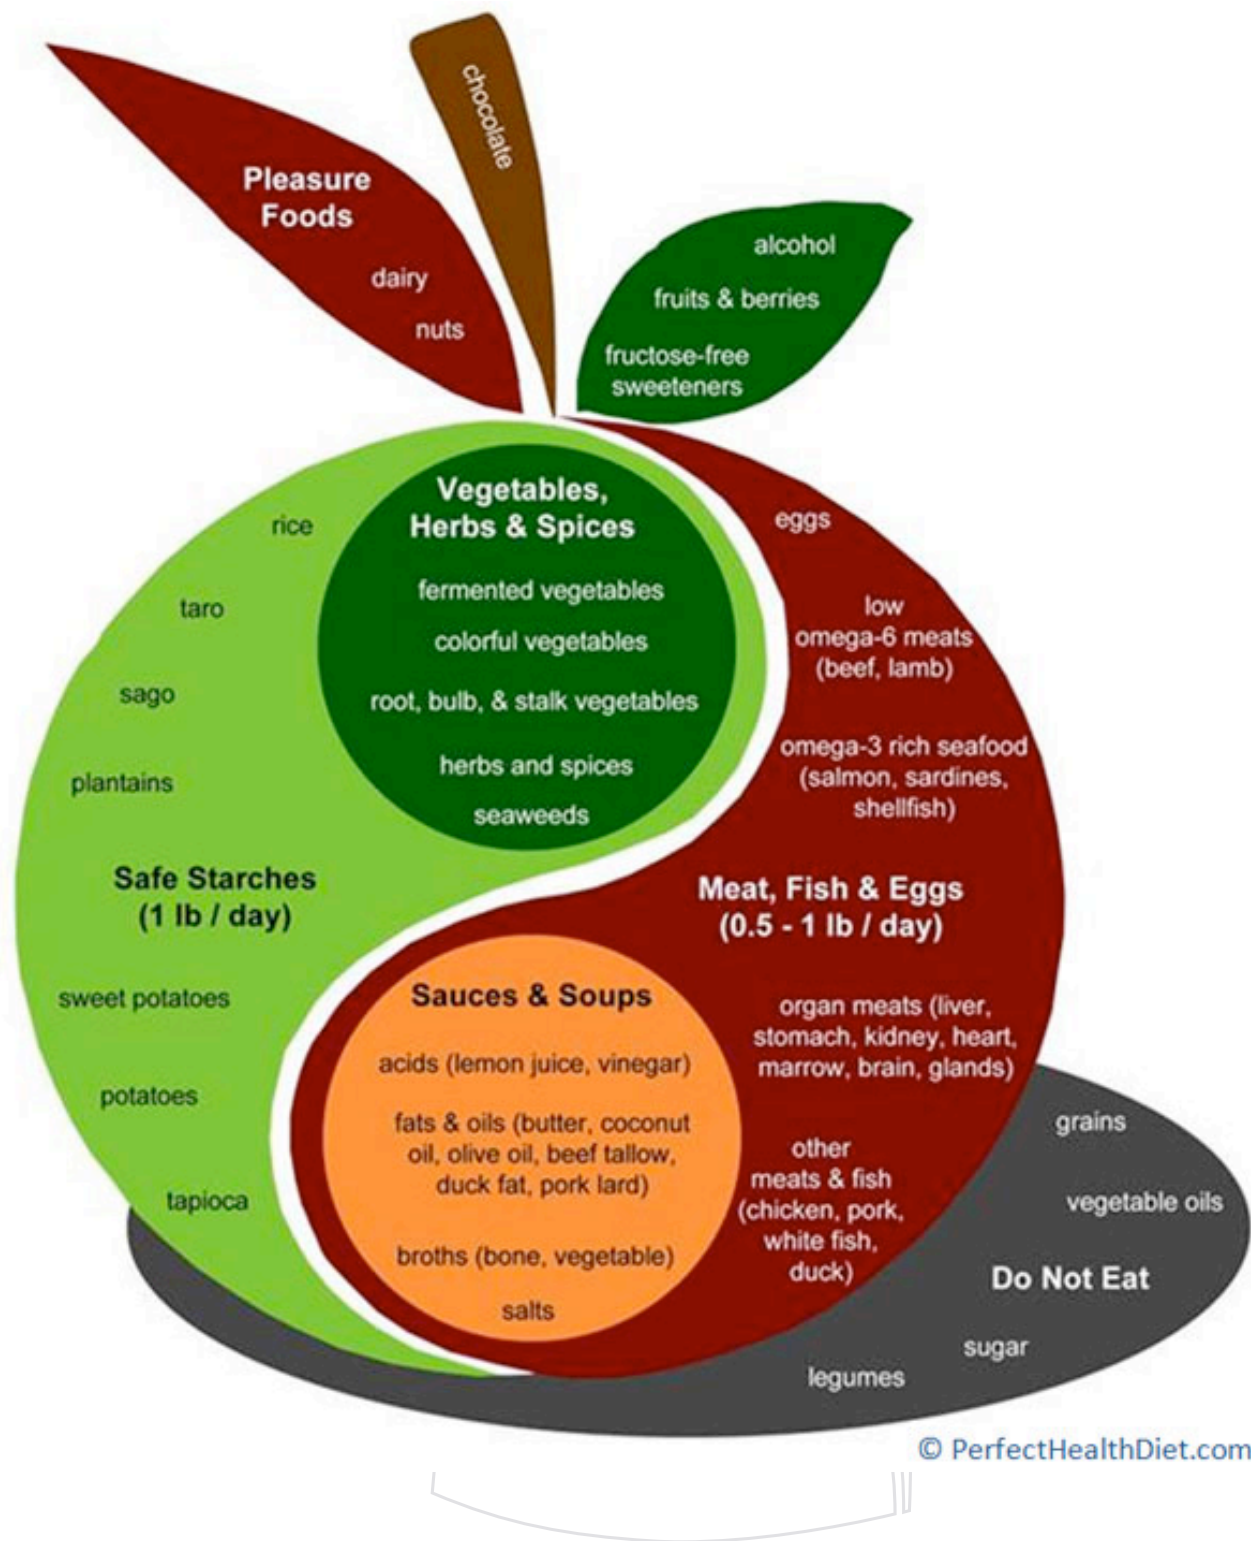 chocolate
Pleasure
Foods
dairy
nuts
alcohol
fruits & berries
fructose-free
sweeteners
Vegetables,
Herbs & Spices
fermented vegetables
colorful vegetables
root, bulb, & stalk vegetables
herbs and spices
seaweeds
rice
taro
sago
plantains
Safe Starches
(1 lb / day)
sweet potatoes
potatoes
tapioca
eggs
low
omega-6 meats
(beef, lamb)
omega-3 rich seafood
(salmon, sardines,
shellfish)
Meat, Fish & Eggs
(0.5 - 1 lb / day)
organ meats (liver,
stomach, kidney, heart,
marrow, brain, glands)
other
meats & fish
(chicken, pork,
white fish,
duck)
Sauces & Soups
acids (lemon juice, vinegar)
fats & oils (butter, coconut
oil, olive oil, beef tallow,
duck fat, pork lard)
broths (bone, vegetable)
salts
grains
vegetable oils
Do Not Eat
sugar
legumes
© PerfectHealthDiet.com